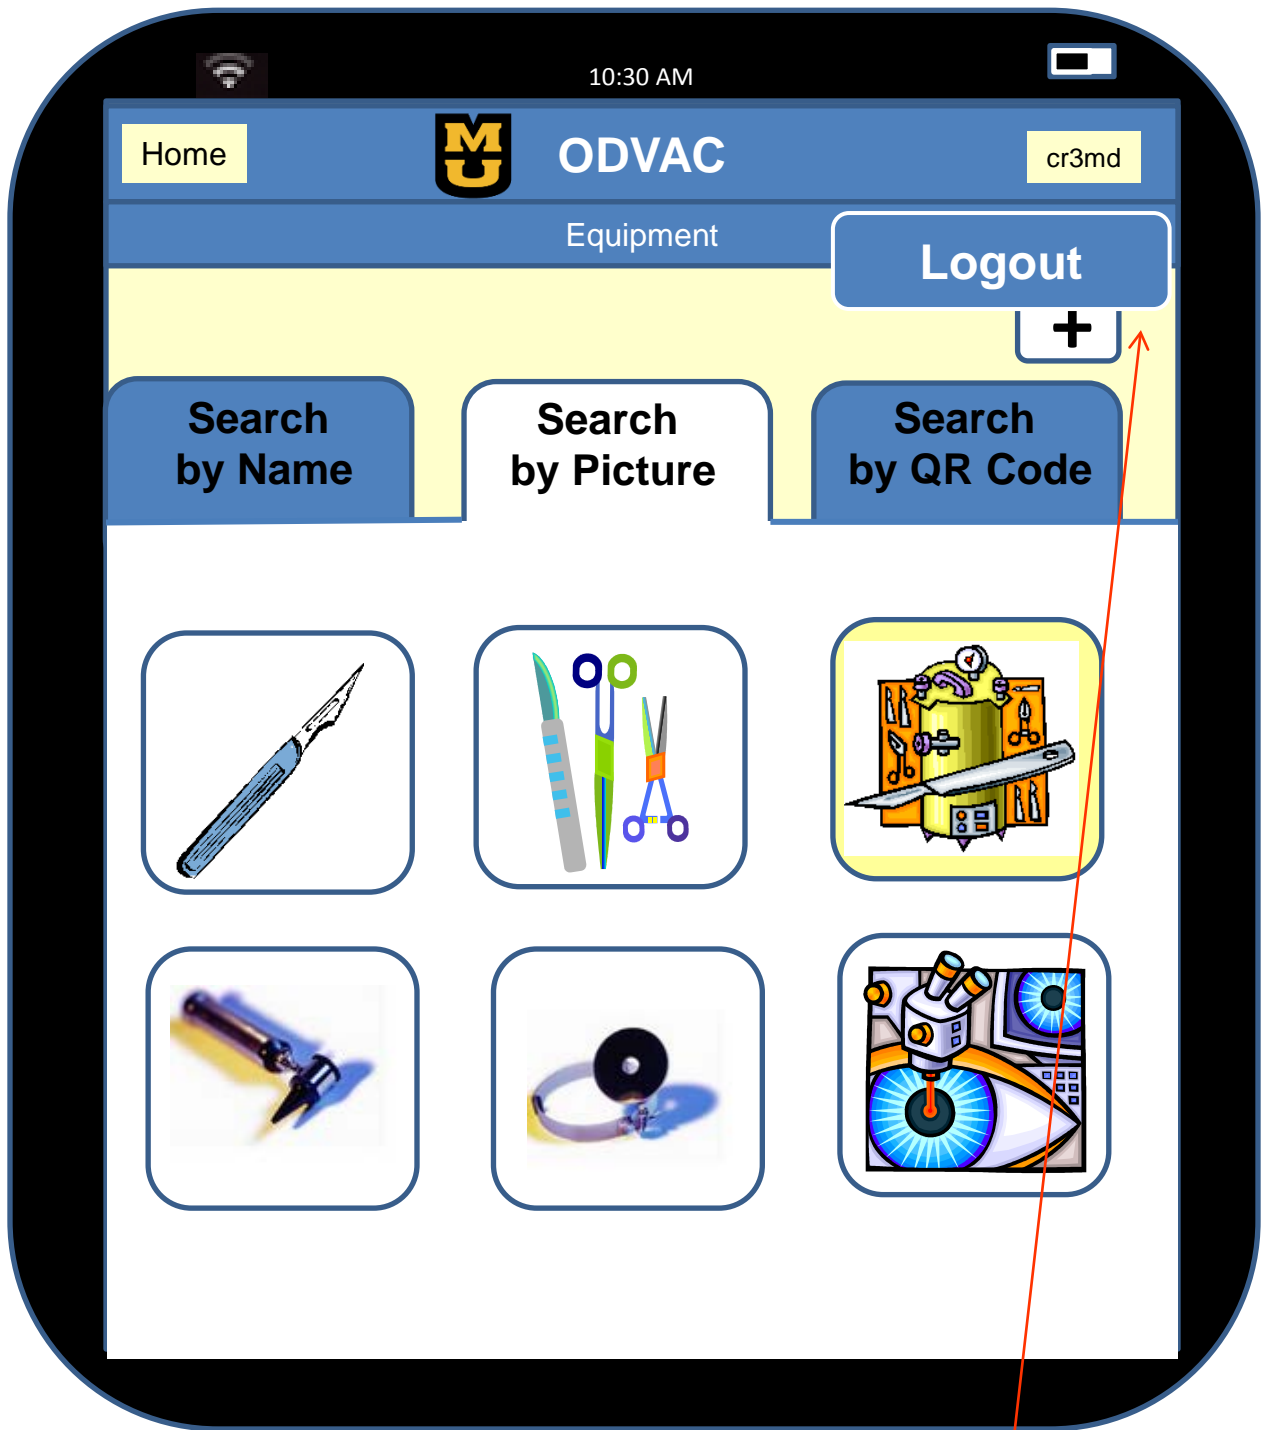 10:30 AM
Home
M
U
ODVAC
cr3md
Equipment
Logout
+
Search
by Name
Search
by Picture
Search
by QR Code